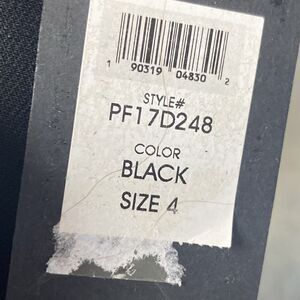 1 90319 04830 2
STYLE#
PF17D248
COLOR
BLACK
SIZE 4